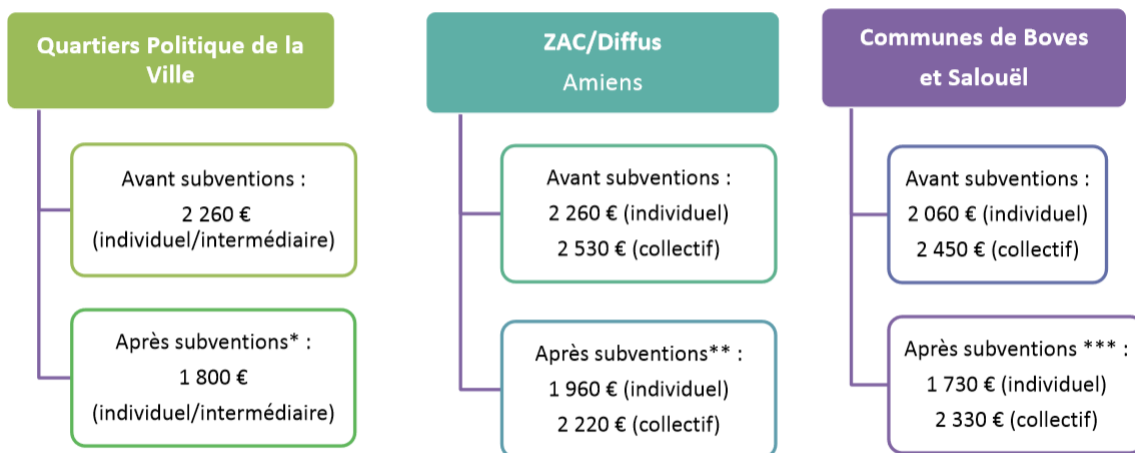 Quartiers Politique de la
Ville
Avant subventions :
2 260 €
(individuel/intermédiaire)
Après subventions* :
1 800 €
(individuel/intermédiaire)
ZAC/Diffus
Amiens
Avant subventions :
2 260 € (individuel)
2 530 € (collectif)
Après subventions** :
1 960 € (individuel)
2 220 € (collectif)
Communes de Boves
et Salouël
Avant subventions :
2 060 € (individuel)
2 450 € (collectif)
Après subventions *** :
1 730 € (individuel)
2 330 € (collectif)